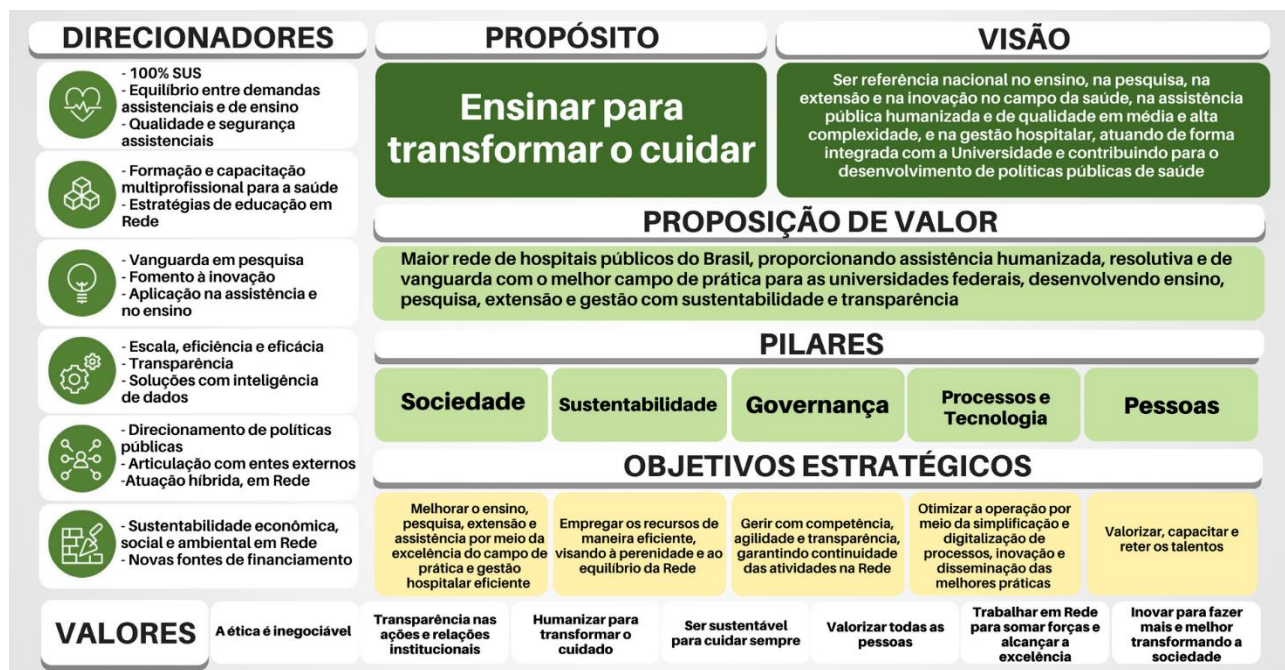 DIRECIONADORES
- 100% SUS
- Equilíbrio entre demandas
assistenciais e de ensino
- Qualidade e segurança
assistenciais
- Formação e capacitação
multiprofissional para a saúde
- Estratégias de educação em
Rede
- Vanguarda em pesquisa
- Fomento à inovação
- Aplicação na assistência e
no ensino
- Escala, eficiência e eficácia
- Transparência
- Soluções com inteligência
de dados
- Direcionamento de políticas
públicas
- Articulação com entes externos
-Atuação híbrida, em Rede
- Sustentabilidade econômica,
social e ambiental em Rede
- Novas fontes de financiamento
PROPÓSITO
Ensinar para
transformar o cuidar
VISÃO
Ser referência nacional no ensino, na pesquisa, na
extensão e na inovação no campo da saúde, na assistência
pública humanizada e de qualidade em média e alta
complexidade, e na gestão hospitalar, atuando de forma
integrada com a Universidade e contribuindo para o
desenvolvimento de políticas públicas de saúde
PROPOSIÇÃO DE VALOR
Maior rede de hospitais públicos do Brasil, proporcionando assistência humanizada, resolutiva e de
vanguarda com o melhor campo de prática para as universidades federais, desenvolvendo ensino,
pesquisa, extensão e gestão com sustentabilidade e transparência
PILARES
Sociedade
Sustentabilidade
Governança
Processos e
Tecnologia
Pessoas
OBJETIVOS ESTRATÉGICOS
Melhorar o ensino,
pesquisa, extensão e
assistência por meio da
excelência do campo de
prática e gestão
hospitalar eficiente
Empregar os recursos de
maneira eficiente,
visando à perenidade e ao
equilíbrio da Rede
Gerir com competência,
agilidade e transparência,
garantindo continuidade
das atividades na Rede
Otimizar a operação por
meio da simplificação e
digitalização de
processos, inovação e
disseminação das
melhores práticas
Valorizar, capacitar e
reter os talentos
VALORES
A ética é inegociável
Transparência nas
ações e relações
institucionais
Humanizar para
transformar o
cuidado
Ser sustentável
para cuidar sempre
Valorizar todas as
pessoas
Trabalhar em Rede
para somar forças e
alcançar a
excelência
Inovar para fazer
mais e melhor
transformando a
sociedade